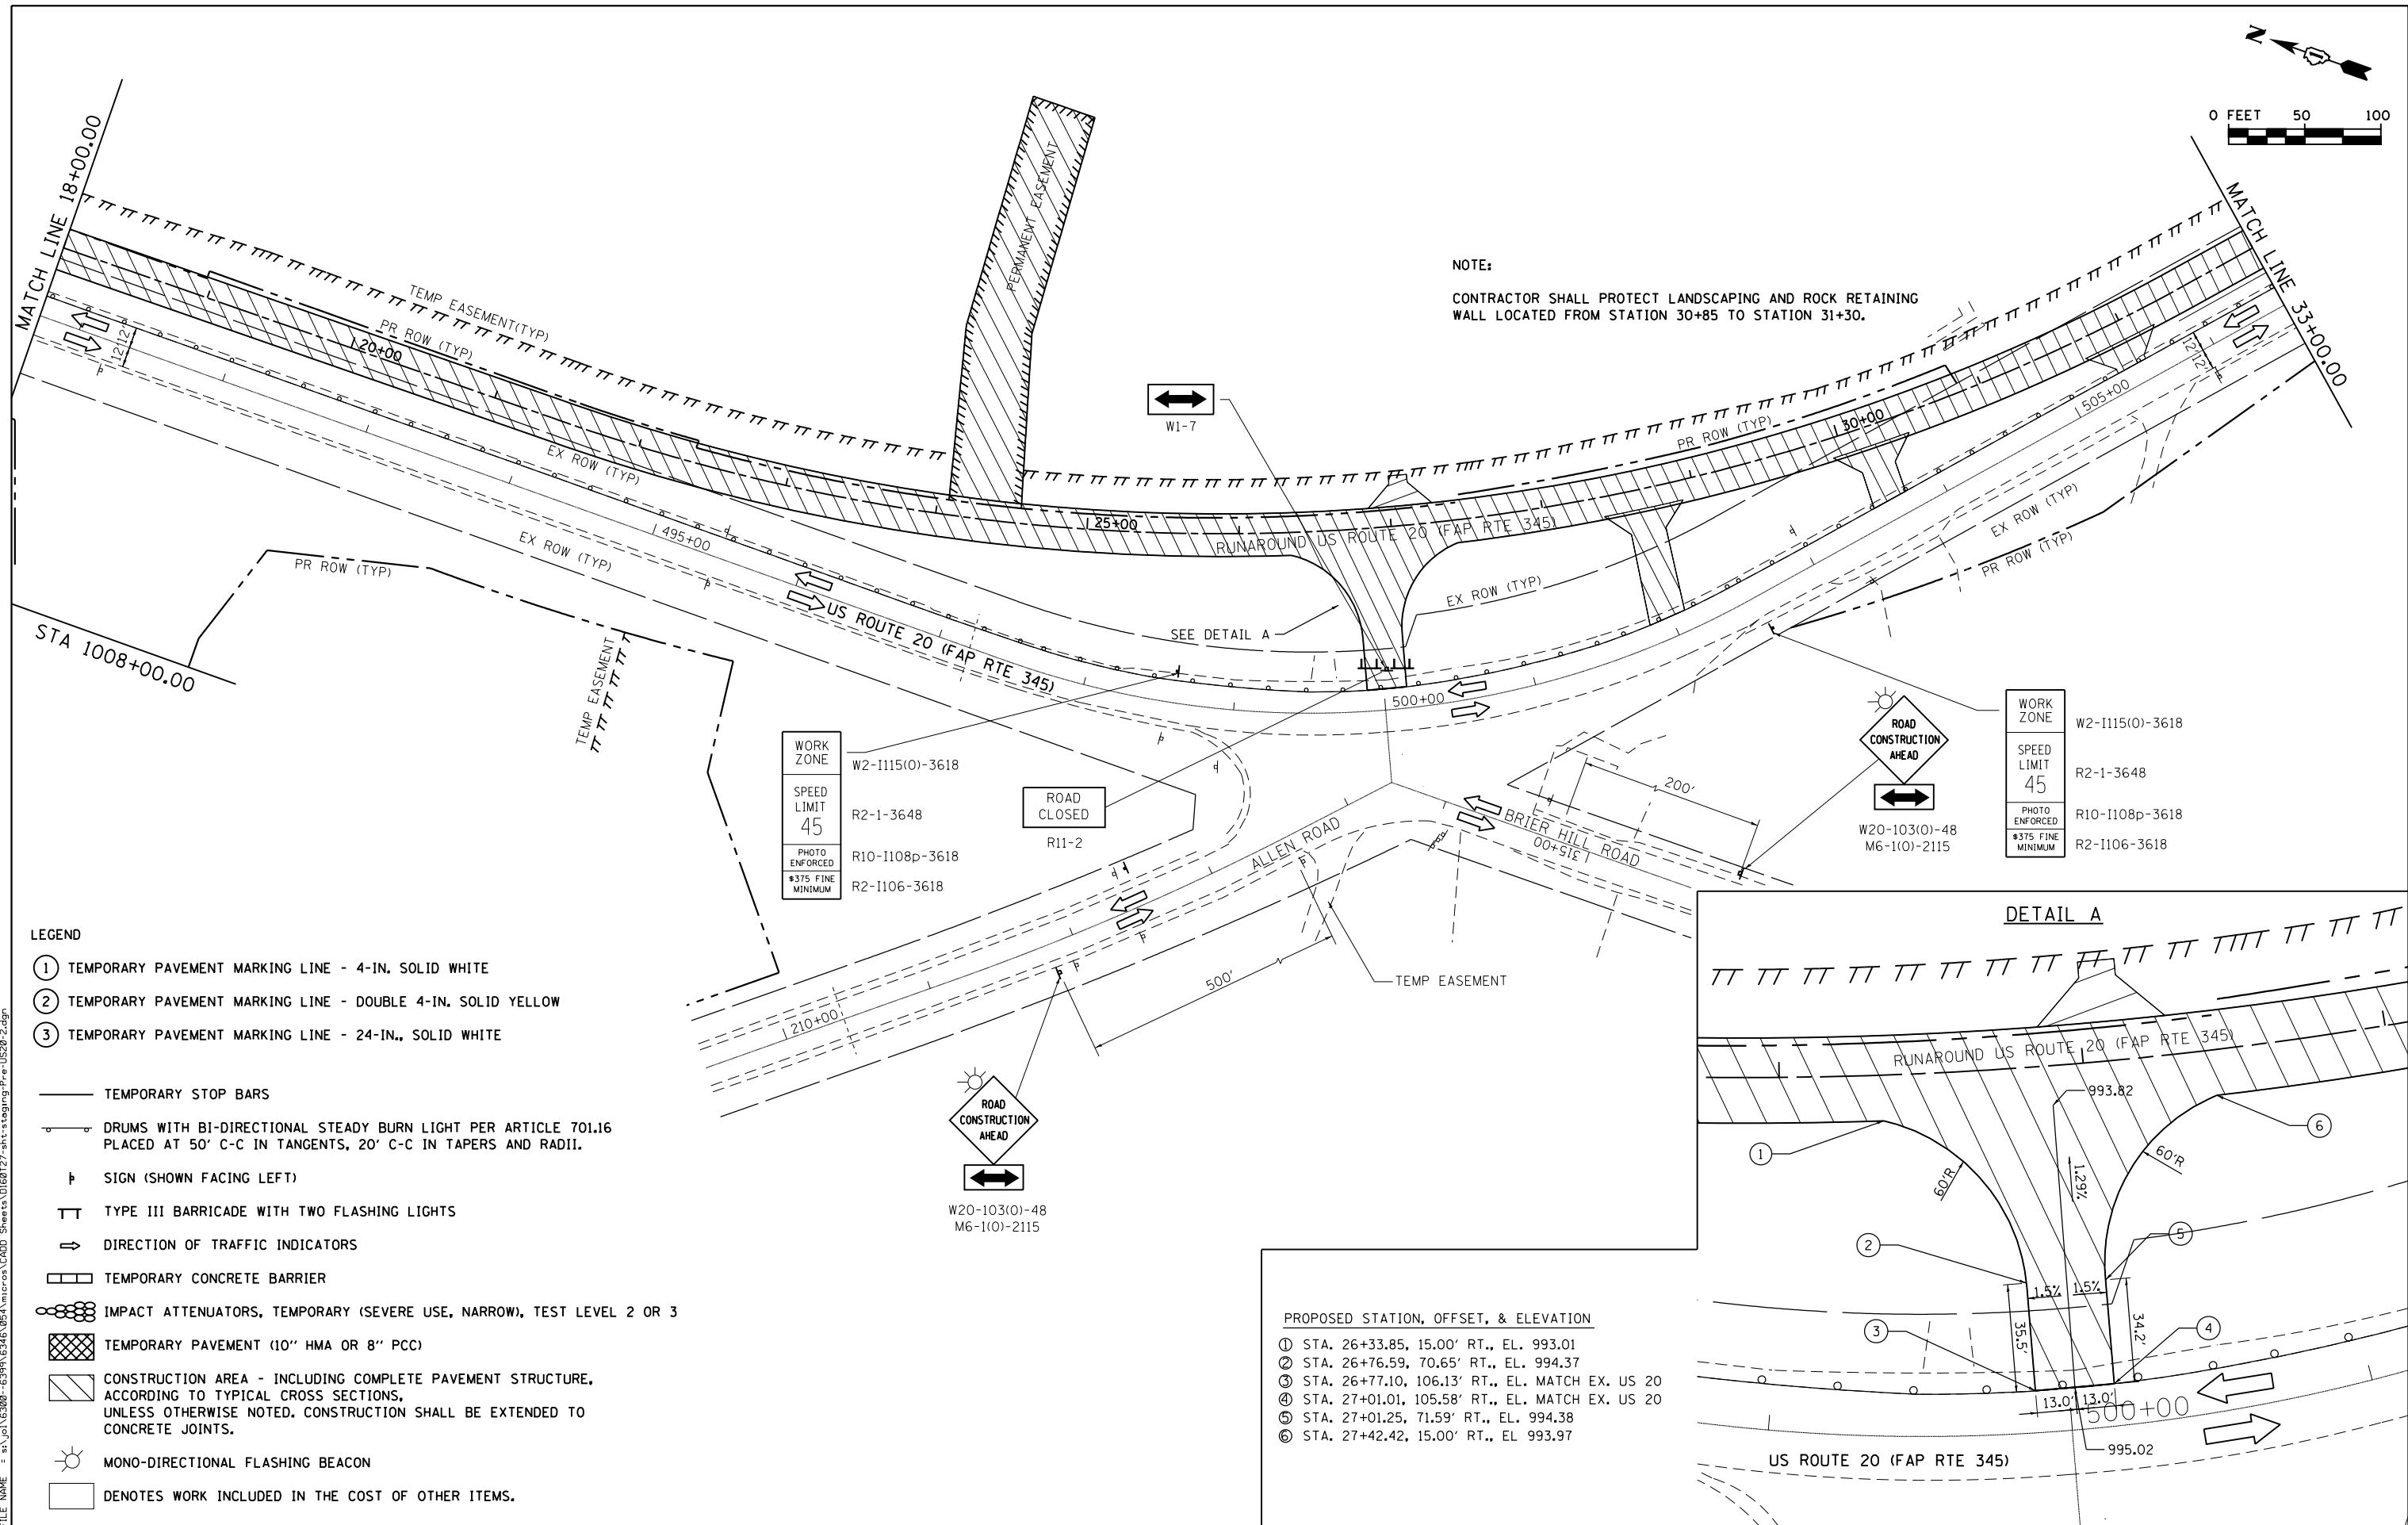 N
0 FEET 50 100
MATCH LINE 18+00.00
MATCH LINE 33+00.00
PERMANENT EASEMENT
TEMP EASEMENT(TYP)
PR ROW (TYP)
20+00
12'
12'
EX ROW (TYP)
EX ROW (TYP)
495+00
PR ROW (TYP)
STA 1008+00.00
TEMP EASEMENT
US ROUTE 20 (FAP RTE 345)
NOTE:
CONTRACTOR SHALL PROTECT LANDSCAPING AND ROCK RETAINING
WALL LOCATED FROM STATION 30+85 TO STATION 31+30.
W1-7
25+00
RUNAROUND US ROUTE 20 (FAP RTE 345)
PR ROW (TYP)
30+00
505+00
12'
12'
EX ROW (TYP)
EX ROW (TYP)
PR ROW (TYP)
SEE DETAIL A
500+00
WORK
ZONE
SPEED
LIMIT
45
PHOTO
ENFORCED
$375 FINE
MINIMUM
W2-I115(O)-3618
R2-1-3648
R10-I108p-3618
R2-I106-3618
ROAD
CLOSED
R11-2
ALLEN ROAD
BRIER HILL ROAD
315+00
200'
ROAD
CONSTRUCTION
AHEAD
W20-103(O)-48
M6-1(O)-2115
WORK
ZONE
SPEED
LIMIT
45
PHOTO
ENFORCED
$375 FINE
MINIMUM
W2-I115(O)-3618
R2-1-3648
R10-I108p-3618
R2-I106-3618
210+00
500'
TEMP EASEMENT
ROAD
CONSTRUCTION
AHEAD
W20-103(O)-48
M6-1(O)-2115
LEGEND
1 TEMPORARY PAVEMENT MARKING LINE - 4-IN. SOLID WHITE
2 TEMPORARY PAVEMENT MARKING LINE - DOUBLE 4-IN. SOLID YELLOW
3 TEMPORARY PAVEMENT MARKING LINE - 24-IN., SOLID WHITE
TEMPORARY STOP BARS
DRUMS WITH BI-DIRECTIONAL STEADY BURN LIGHT PER ARTICLE 701.16
PLACED AT 50' C-C IN TANGENTS, 20' C-C IN TAPERS AND RADII.
SIGN (SHOWN FACING LEFT)
TYPE III BARRICADE WITH TWO FLASHING LIGHTS
DIRECTION OF TRAFFIC INDICATORS
TEMPORARY CONCRETE BARRIER
IMPACT ATTENUATORS, TEMPORARY (SEVERE USE, NARROW), TEST LEVEL 2 OR 3
TEMPORARY PAVEMENT (10" HMA OR 8" PCC)
CONSTRUCTION AREA - INCLUDING COMPLETE PAVEMENT STRUCTURE,
ACCORDING TO TYPICAL CROSS SECTIONS,
UNLESS OTHERWISE NOTED. CONSTRUCTION SHALL BE EXTENDED TO
CONCRETE JOINTS.
MONO-DIRECTIONAL FLASHING BEACON
DENOTES WORK INCLUDED IN THE COST OF OTHER ITEMS.
PROPOSED STATION, OFFSET, & ELEVATION
① STA. 26+33.85, 15.00' RT., EL. 993.01
② STA. 26+76.59, 70.65' RT., EL. 994.37
③ STA. 26+77.10, 106.13' RT., EL. MATCH EX. US 20
④ STA. 27+01.01, 105.58' RT., EL. MATCH EX. US 20
⑤ STA. 27+01.25, 71.59' RT., EL. 994.38
⑥ STA. 27+42.42, 15.00' RT., EL 993.97
DETAIL A
RUNAROUND US ROUTE 20 (FAP RTE 345)
993.82
1
6
60'R
60'R
1.29%
2
5
1.5%
1.5%
35.5'
34.2'
3
4
13.0'
13.0'
500+00
995.02
US ROUTE 20 (FAP RTE 345)